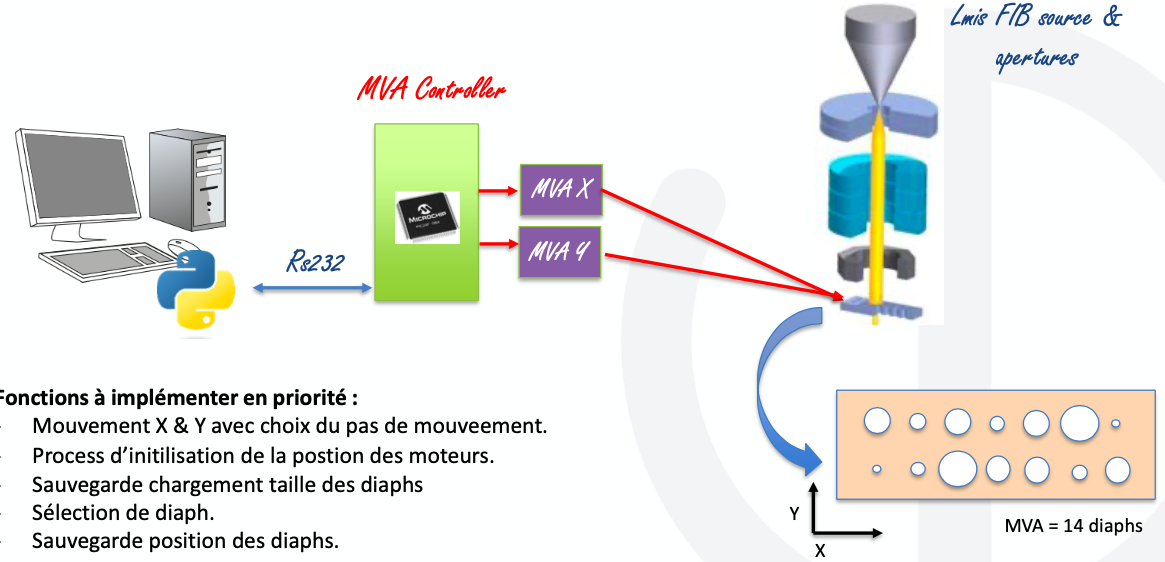 Lmis FIB source &
apertures
MVA Controller
MICROCHIP
MVA X
MVA Y
Rs232
Fonctions à implémenter en priorité :
- Mouvement X & Y avec choix du pas de mouveement.
- Process d'initilisation de la postion des moteurs.
- Sauvegarde chargement taille des diaphs
- Sélection de diaph.
- Sauvegarde position des diaphs.
Y
X
MVA = 14 diaphs